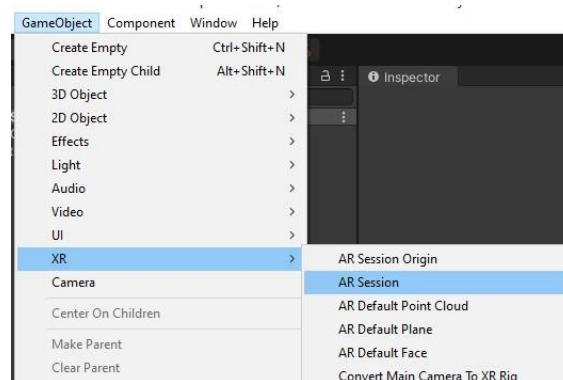 GameObject Component Window Help
Create Empty Ctrl+Shift+N
Create Empty Child Alt+Shift+N
3D Object
2D Object
Effects
Light
Audio
Video
UI
XR
Camera
Center On Children
Make Parent
Clear Parent
Inspector
AR Session Origin
AR Session
AR Default Point Cloud
AR Default Plane
AR Default Face
Convert Main Camera To XR Rig